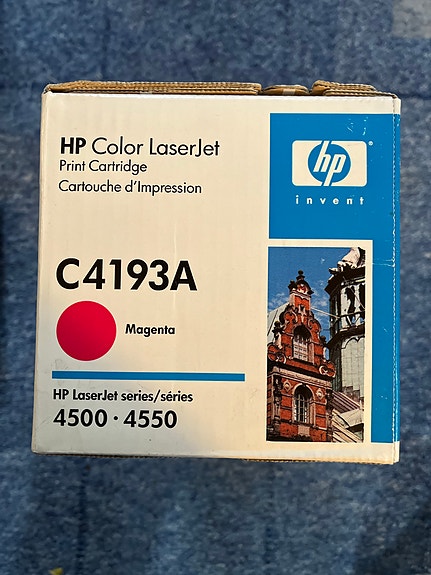 HP Color LaserJet
Print Cartridge
Cartouche d'Impression
hp
invent
C4193A
Magenta
HP LaserJet series/séries
4500 · 4550